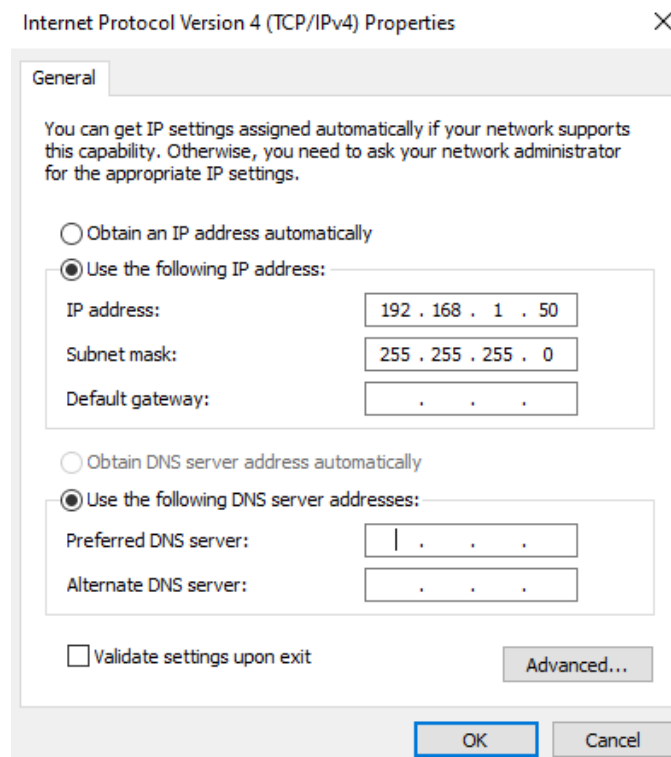 Internet Protocol Version 4 (TCP/IPv4) Properties
General
You can get IP settings assigned automatically if your network supports
this capability. Otherwise, you need to ask your network administrator
for the appropriate IP settings.
Obtain an IP address automatically
Use the following IP address:
IP address: 192 . 168 . 1 . 50
Subnet mask: 255 . 255 . 255 . 0
Default gateway: . . .
Obtain DNS server address automatically
Use the following DNS server addresses:
Preferred DNS server: . . .
Alternate DNS server: . . .
Validate settings upon exit
Advanced...
OK Cancel